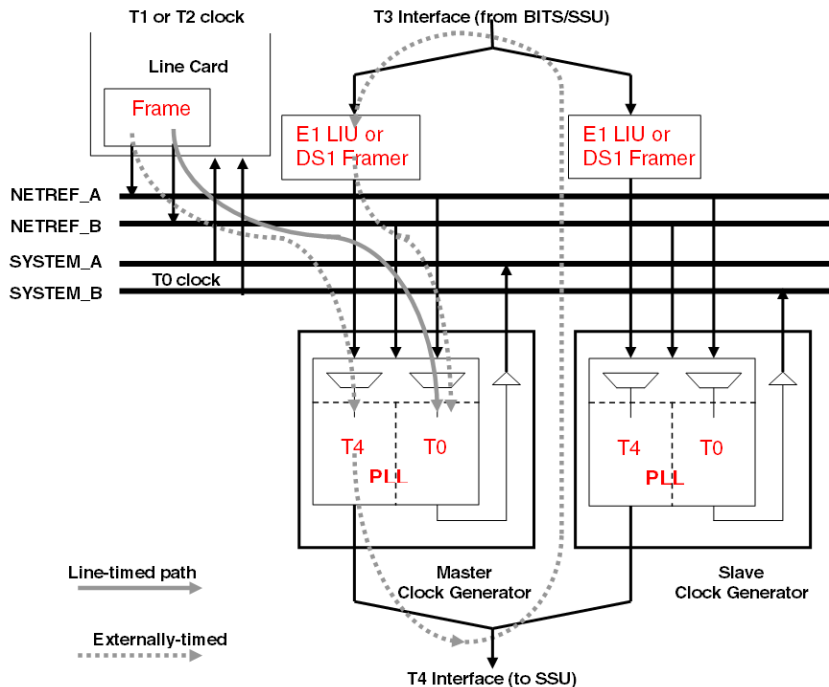 T1 or T2 clock
T3 Interface (from BITS/SSU)
Line Card
Frame
E1 LIU or
DS1 Framer
E1 LIU or
DS1 Framer
NETREF_A
NETREF_B
SYSTEM_A
T0 clock
SYSTEM_B
T4
T0
PLL
T4
T0
PLL
Line-timed path
Master
Clock Generator
Slave
Clock Generator
Externally-timed
T4 Interface (to SSU)